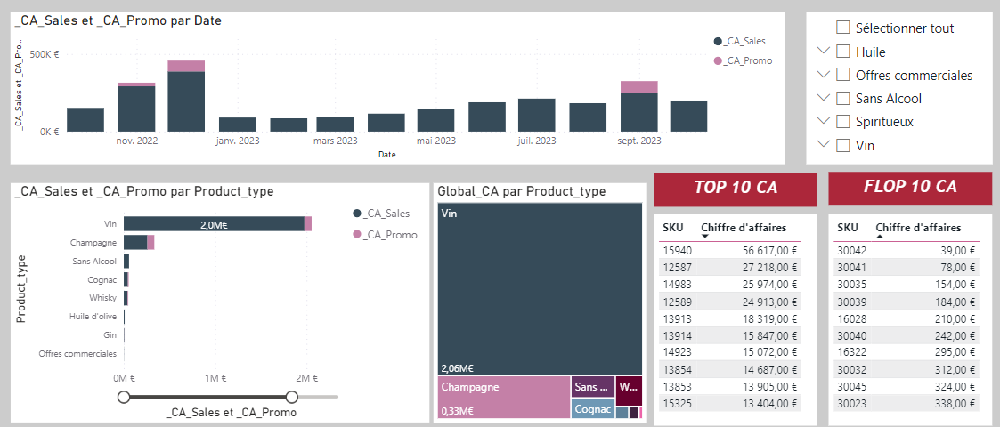 _CA_Sales et _CA_Promo par Date
_CA_Sales et _CA_Pro...
500K €
0K €
nov. 2022
janv. 2023
mars 2023
mai 2023
juil. 2023
sept. 2023
Date
_CA_Sales
_CA_Promo
Sélectionner tout
Huile
Offres commerciales
Sans Alcool
Spiritueux
Vin
_CA_Sales et _CA_Promo par Product_type
Product_type
Vin
2,0M€
Champagne
Sans Alcool
Cognac
Whisky
Huile d'olive
Gin
Offres commerciales
0M €
1M €
2M €
_CA_Sales et _CA_Promo
_CA_Sales
_CA_Promo
Global_CA par Product_type
Vin
2,06M€
Champagne
0,33M€
Sans ...
Cognac
W...
TOP 10 CA
SKU Chiffre d'affaires
15940 56 617,00 €
12587 27 218,00 €
14983 25 974,00 €
12589 24 913,00 €
13913 18 319,00 €
13914 15 847,00 €
14923 15 072,00 €
13854 14 687,00 €
13853 13 905,00 €
15325 13 404,00 €
FLOP 10 CA
SKU Chiffre d'affaires
30042 39,00 €
30041 78,00 €
30035 154,00 €
30039 184,00 €
16028 210,00 €
30040 242,00 €
16322 295,00 €
30032 312,00 €
30045 324,00 €
30023 338,00 €